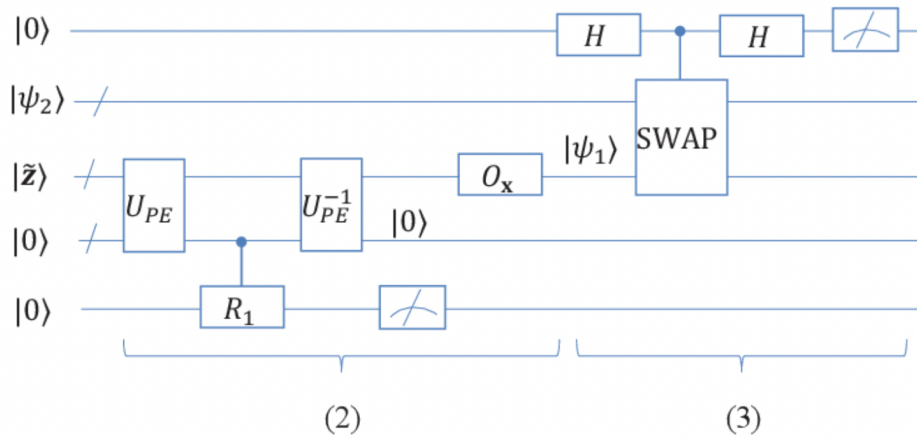 |0⟩ H H
|ψ₂⟩ SWAP
|z̃⟩ U_PE U_PE⁻¹ O_x |ψ₁⟩
|0⟩ |0⟩
|0⟩ R₁
(2) (3)